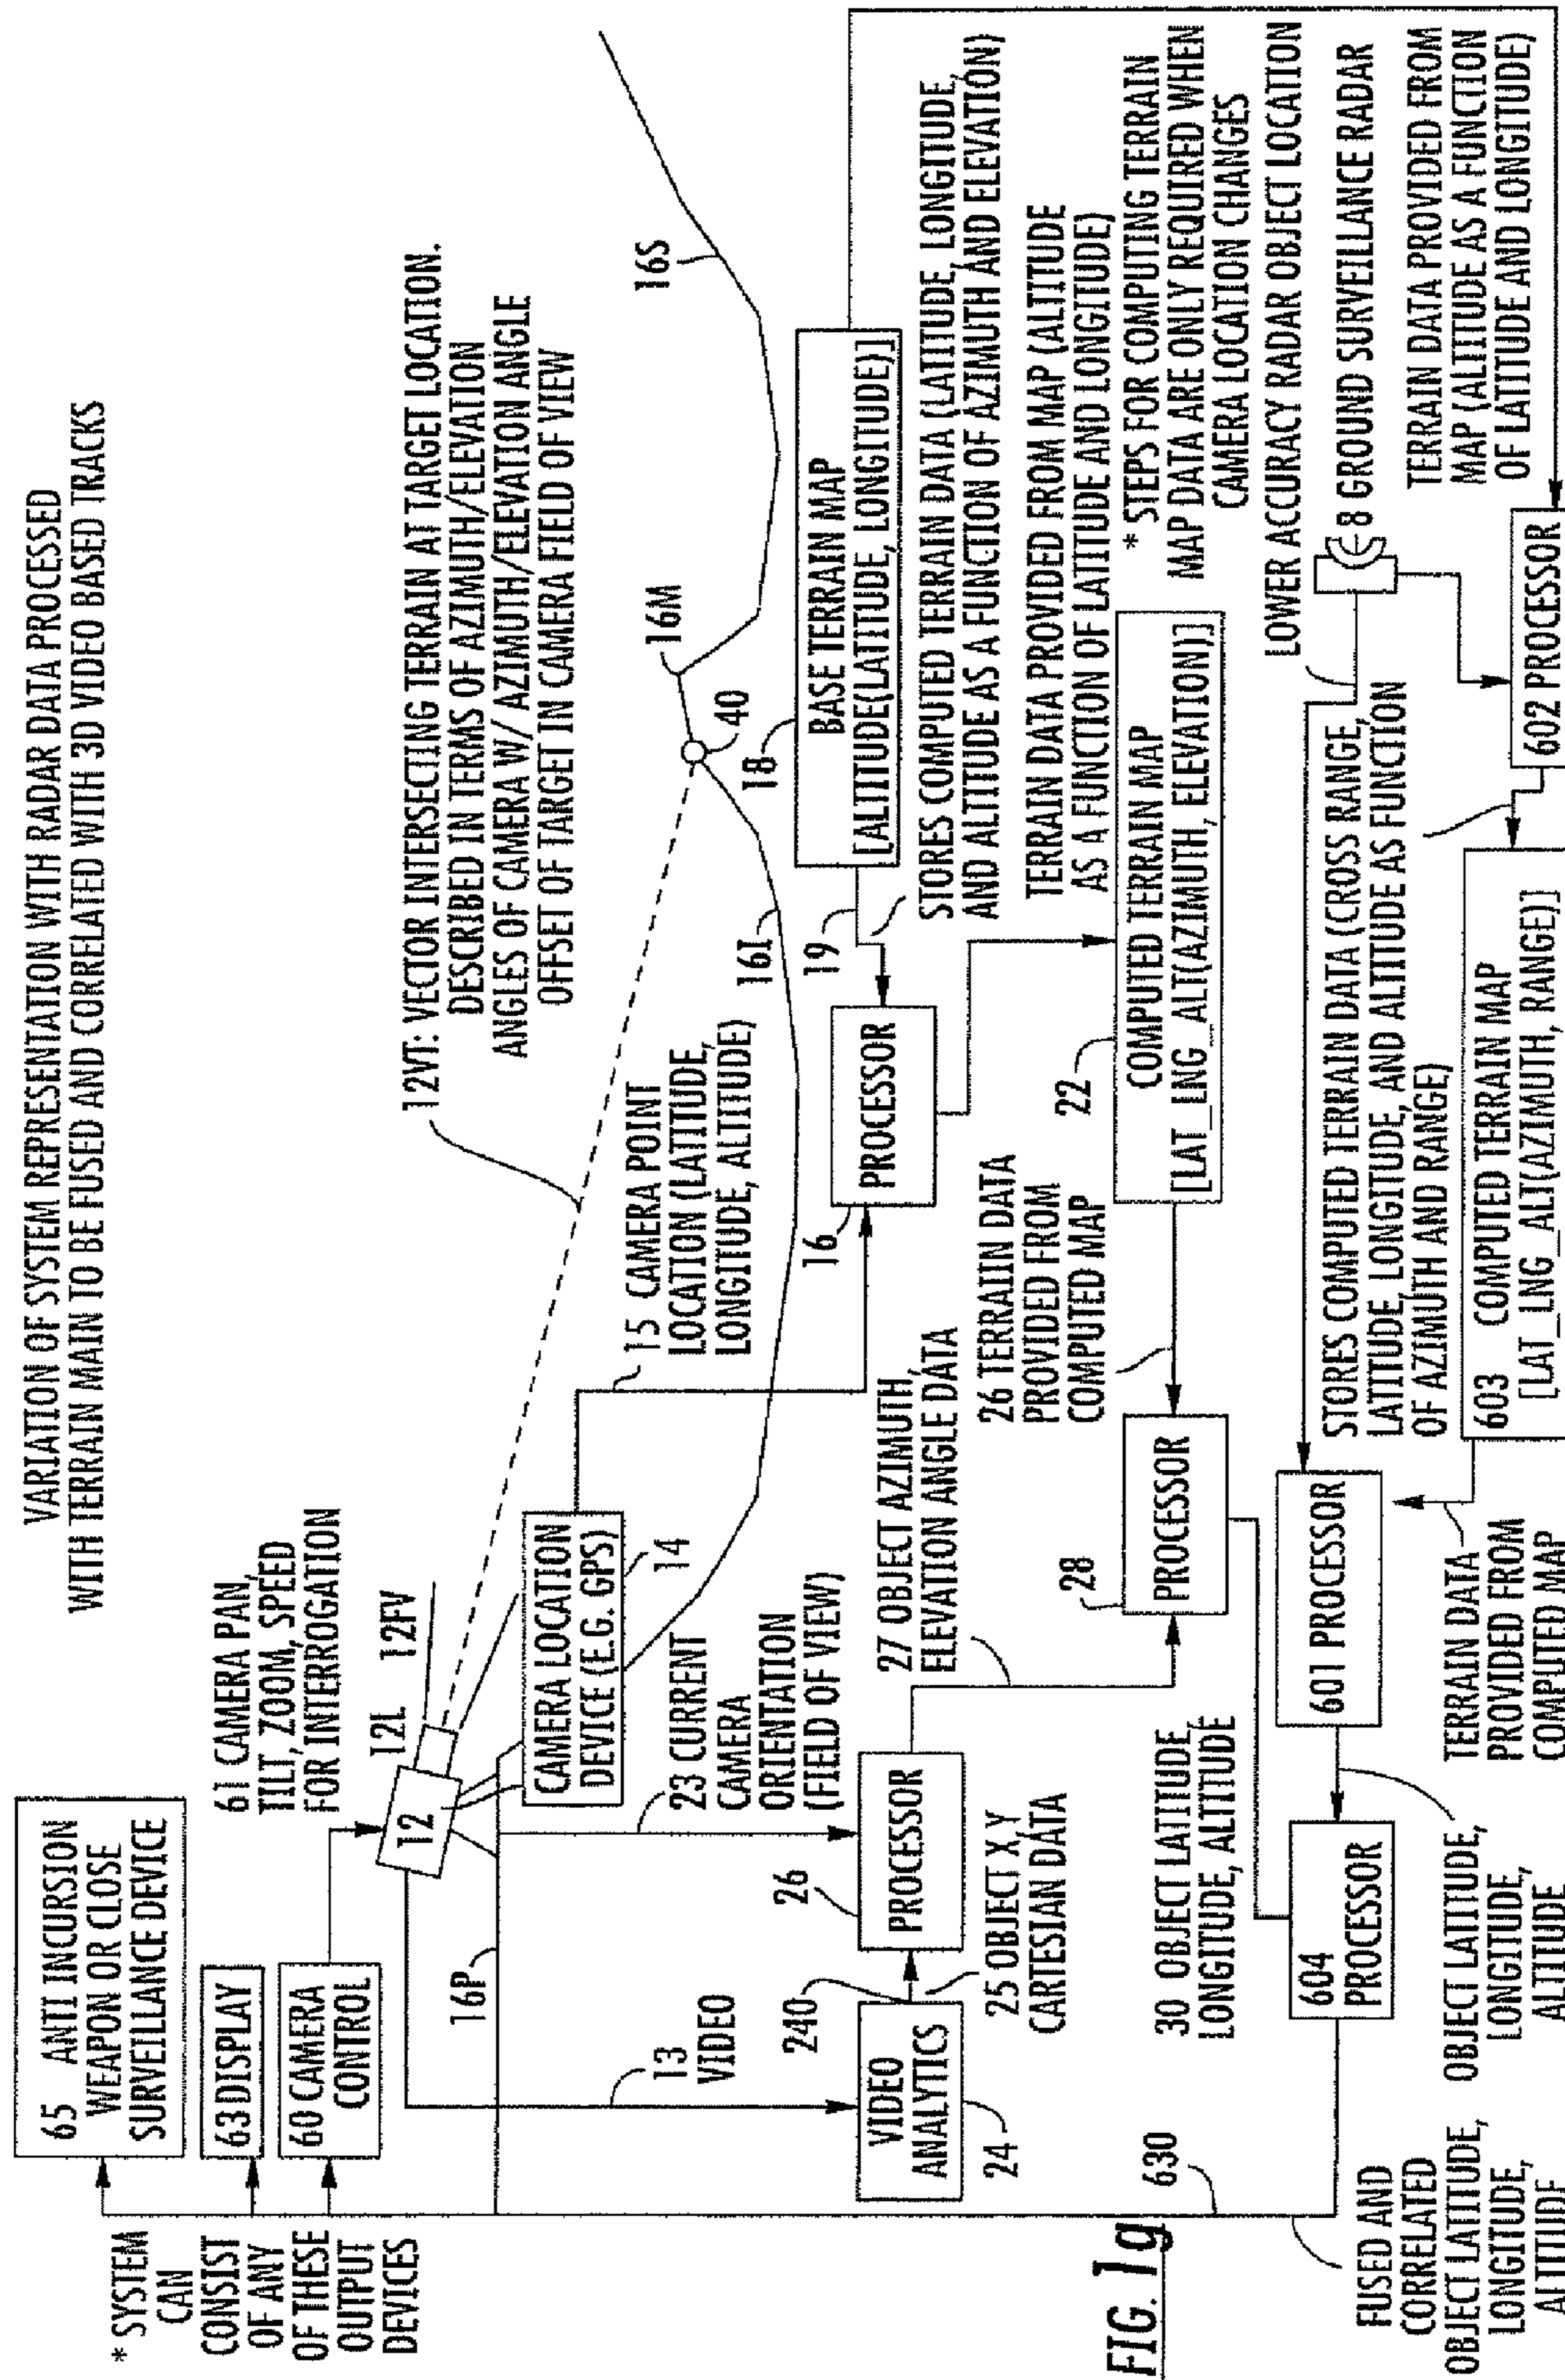 VARIATION OF SYSTEM REPRESENTATION WITH RADAR DATA PROCESSED
WITH TERRAIN MAIN TO BE FUSED AND CORRELATED WITH 3D VIDEO BASED TRACKS
* SYSTEM
CAN
CONSIST
OF ANY
OF THESE
OUTPUT
DEVICES
65 ANTI INCURSION
WEAPON OR CLOSE
SURVEILLANCE DEVICE
63 DISPLAY
60 CAMERA
CONTROL
61 CAMERA PAN,
TILT, ZOOM, SPEED
FOR INTERROGATION
12L
12FV
12
12VT: VECTOR INTERSECTING TERRAIN AT TARGET LOCATION.
DESCRIBED IN TERMS OF AZIMUTH/ELEVATION
ANGLES OF CAMERA W/ AZIMUTH/ELEVATION ANGLE
OFFSET OF TARGET IN CAMERA FIELD OF VIEW
16P
CAMERA LOCATION
DEVICE (E.G. GPS)
14
16S
16M
40
16I
13
VIDEO
23 CURRENT
CAMERA
ORIENTATION
(FIELD OF VIEW)
15 CAMERA POINT
LOCATION (LATITUDE,
LONGITUDE, ALTITUDE)
18
BASE TERRAIN MAP
[ALTITUDE(LATITUDE, LONGITUDE)]
19
STORES COMPUTED TERRAIN DATA (LATITUDE, LONGITUDE,
AND ALTITUDE AS A FUNCTION OF AZIMUTH AND ELEVATION)
VIDEO
ANALYTICS
24
240
25 OBJECT X,Y
CARTESIAN DATA
PROCESSOR
26
PROCESSOR
16
27 OBJECT AZIMUTH,
ELEVATION ANGLE DATA
26 TERRAIIN DATA
PROVIDED FROM
COMPUTED MAP
TERRAIN DATA PROVIDED FROM MAP (ALTITUDE
AS A FUNCTION OF LATITUDE AND LONGITUDE)
22
COMPUTED TERRAIN MAP
[LAT_LNG_ALT(AZIMUTH, ELEVATION)]
* STEPS FOR COMPUTING TERRAIN
MAP DATA ARE ONLY REQUIRED WHEN
CAMERA LOCATION CHANGES
28
PROCESSOR
30 OBJECT LATITUDE,
LONGITUDE, ALTITUDE
LOWER ACCURACY RADAR OBJECT LOCATION
8 GROUND SURVEILLANCE RADAR
630
604
PROCESSOR
601 PROCESSOR
STORES COMPUTED TERRAIN DATA (CROSS RANGE,
LATITUDE, LONGITUDE, AND ALTITUDE AS FUNCTION
OF AZIMUTH AND RANGE)
TERRAIN DATA PROVIDED FROM
MAP (ALTITUDE AS A FUNCTION
OF LATITUDE AND LONGITUDE)
602 PROCESSOR
603 COMPUTED TERRAIN MAP
[LAT_LNG_ALT(AZIMUTH, RANGE)]
TERRAIN DATA
PROVIDED FROM
COMPUTED MAP
OBJECT LATITUDE,
LONGITUDE,
ALTITUDE
FUSED AND
CORRELATED
OBJECT LATITUDE,
LONGITUDE,
ALTITUDE
FIG. 1g